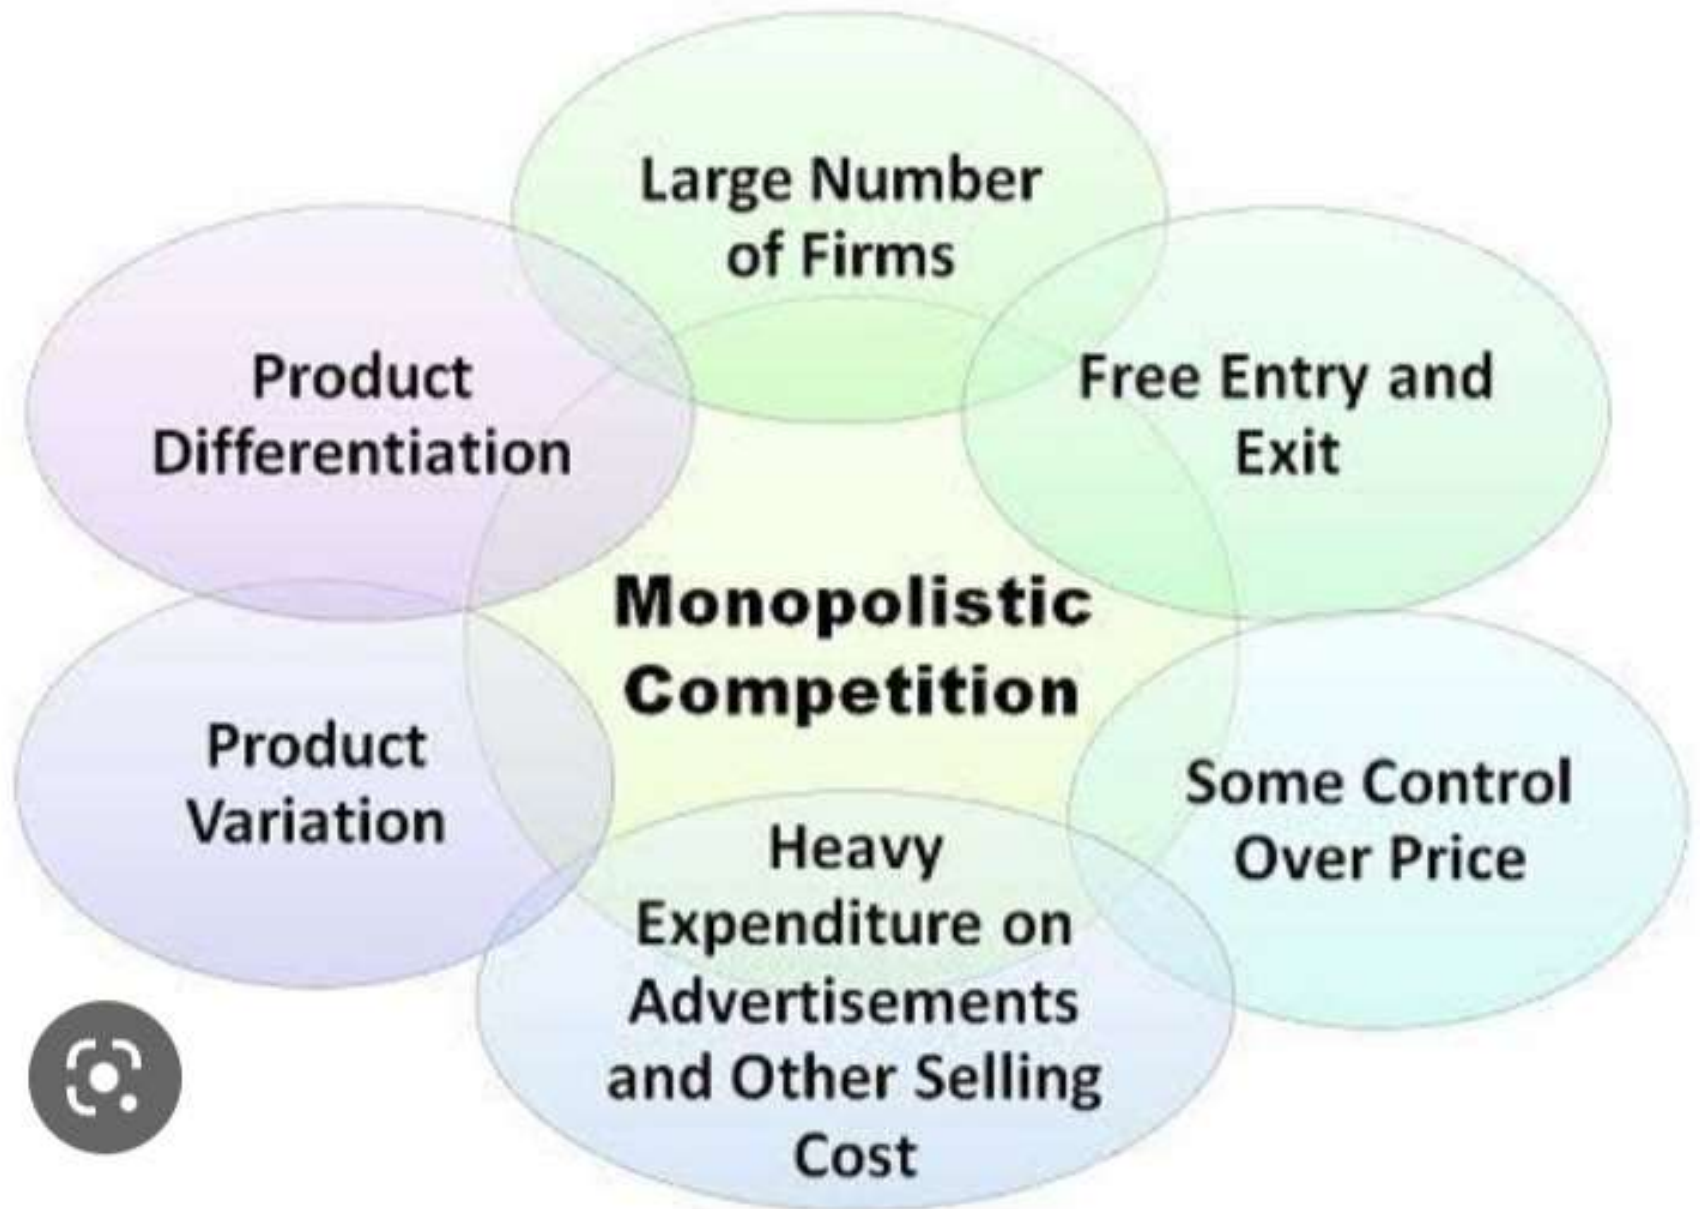 Large Number
of Firms
Product
Differentiation
Free Entry and
Exit
Monopolistic
Competition
Product
Variation
Some Control
Over Price
Heavy
Expenditure on
Advertisements
and Other Selling
Cost